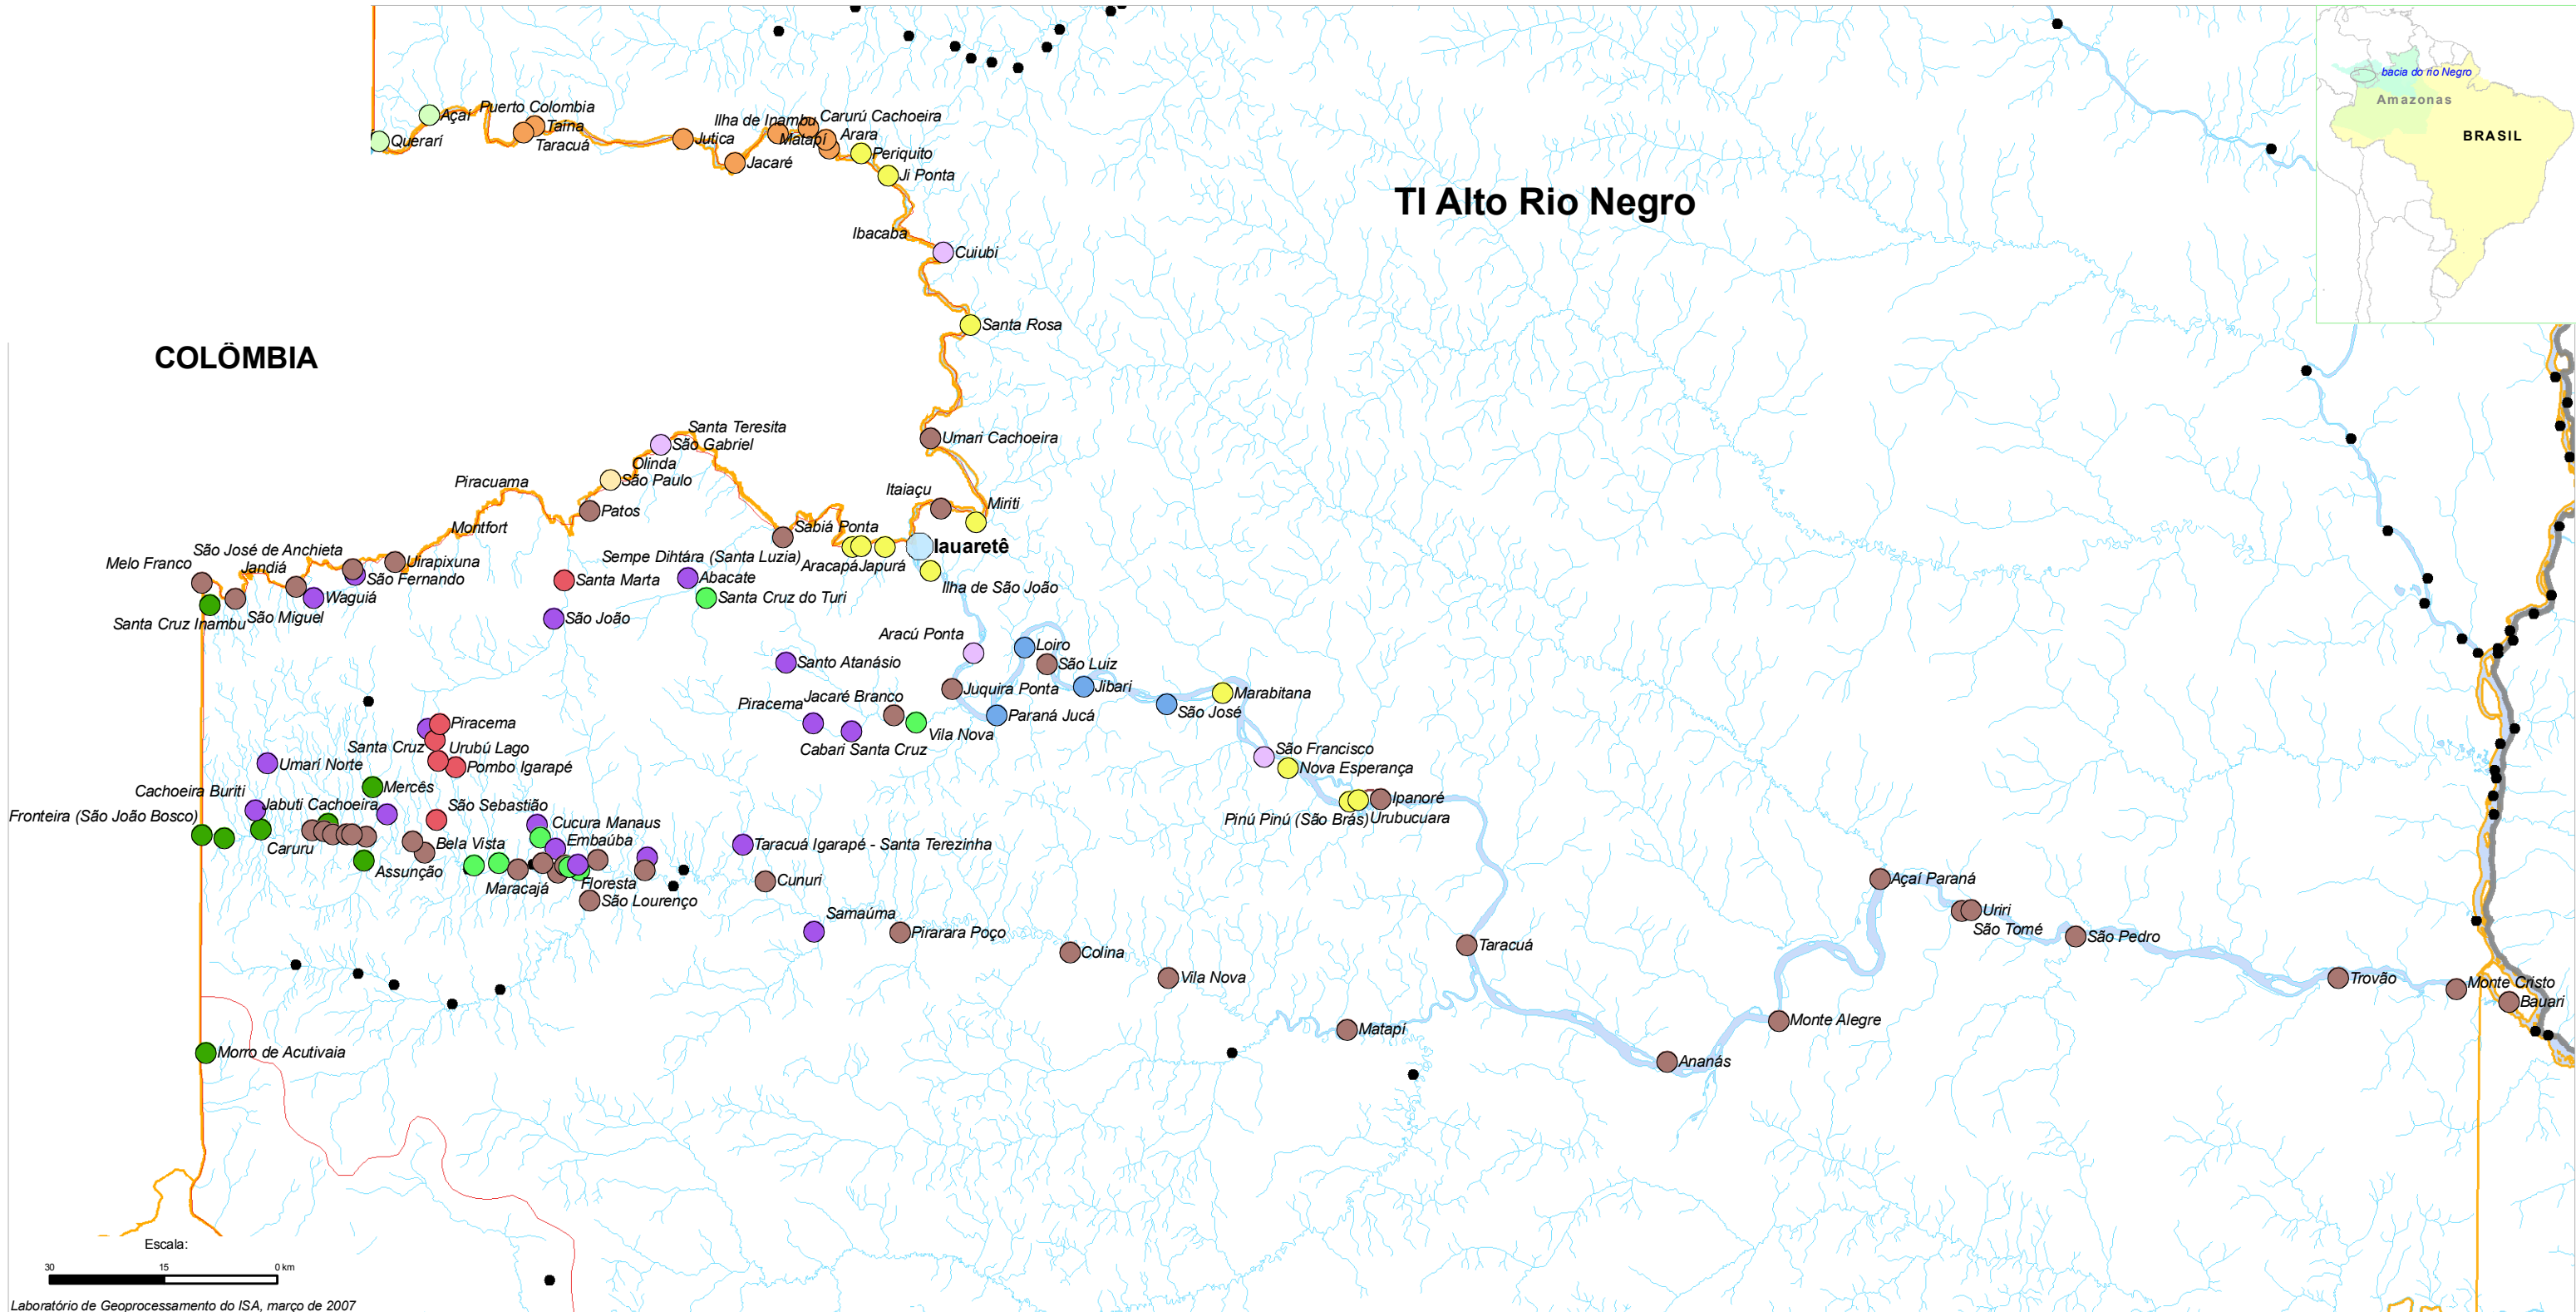 bacia do rio Negro
Amazonas
BRASIL
TI Alto Rio Negro
COLÔMBIA
Querarí
Açaí
Puerto Colombia
Taína
Taracuá
Jutica
Jacaré
Ilha de Inambu
Matapí
Carurú Cachoeira
Arara
Periquito
Ji Ponta
Ibacaba
Cuiubi
Santa Rosa
Umari Cachoeira
Santa Teresita
São Gabriel
Olinda
São Paulo
Piracuama
Patos
Montfort
Itaiaçu
Miriti
Sabiá Ponta
Iauaretê
Melo Franco
São José de Anchieta
Jandiá
Uirapixuna
São Fernando
Waguiá
Santa Cruz Inambu
São Miguel
Sempe Dihtára (Santa Luzia)
Aracapá
Japurá
Santa Marta
Abacate
Santa Cruz do Turi
São João
Ilha de São João
Aracú Ponta
Loiro
São Luiz
Santo Atanásio
Juquira Ponta
Jibari
Jacaré Branco
Piracema
Paraná Jucá
São José
Marabitana
Cabari Santa Cruz
Vila Nova
Piracema
Santa Cruz
Urubú Lago
Pombo Igarapé
Umarí Norte
São Francisco
Nova Esperança
Mercês
Cachoeira Buriti
Jabuti Cachoeira
São Sebastião
Fronteira (São João Bosco)
Ipanoré
Pinú Pinú (São Brás)
Urubucuara
Cucura Manaus
Embaúba
Bela Vista
Caruru
Assunção
Taracuá Igarapé - Santa Terezinha
Maracajá
Floresta
São Lourenço
Cunuri
Samaúma
Pirarara Poço
Açaí Paraná
Uriri
São Tomé
São Pedro
Taracuá
Colina
Vila Nova
Trovão
Monte Cristo
Bauari
Matapí
Monte Alegre
Morro de Acutivaia
Ananás
Escala:
30 15 0 km
Laboratório de Geoprocessamento do ISA, março de 2007